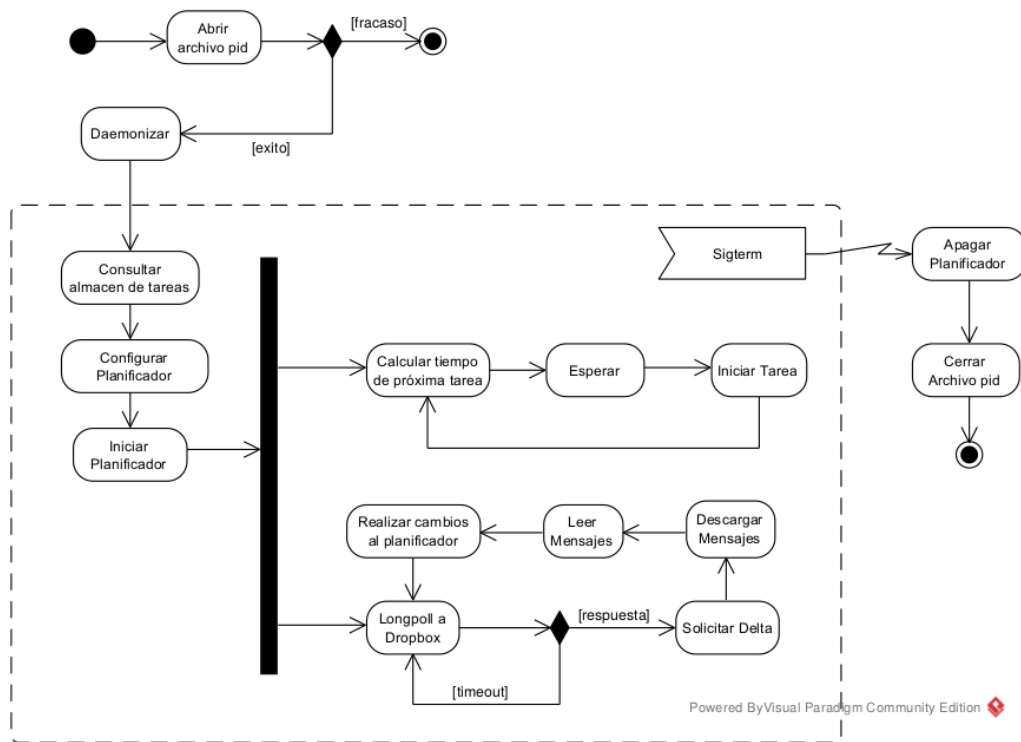 Abrir
archivo pid
[fracaso]
Daemonizar
[exito]
Consultar
almacen de tareas
Configurar
Planificador
Iniciar
Planificador
Sigterm
Apagar
Planificador
Cerrar
Archivo pid
Calcular tiempo
de próxima tarea
Esperar
Iniciar Tarea
Realizar cambios
al planificador
Leer
Mensajes
Descargar
Mensajes
Longpoll a
Dropbox
[respuesta]
Solicitar Delta
[timeout]
Powered ByVisual Paradigm Community Edition